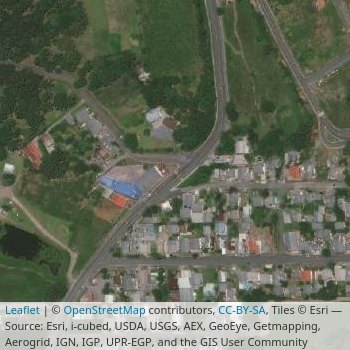 Leaflet | © OpenStreetMap contributors, CC-BY-SA, Tiles © Esri —
Source: Esri, i-cubed, USDA, USGS, AEX, GeoEye, Getmapping,
Aerogrid, IGN, IGP, UPR-EGP, and the GIS User Community